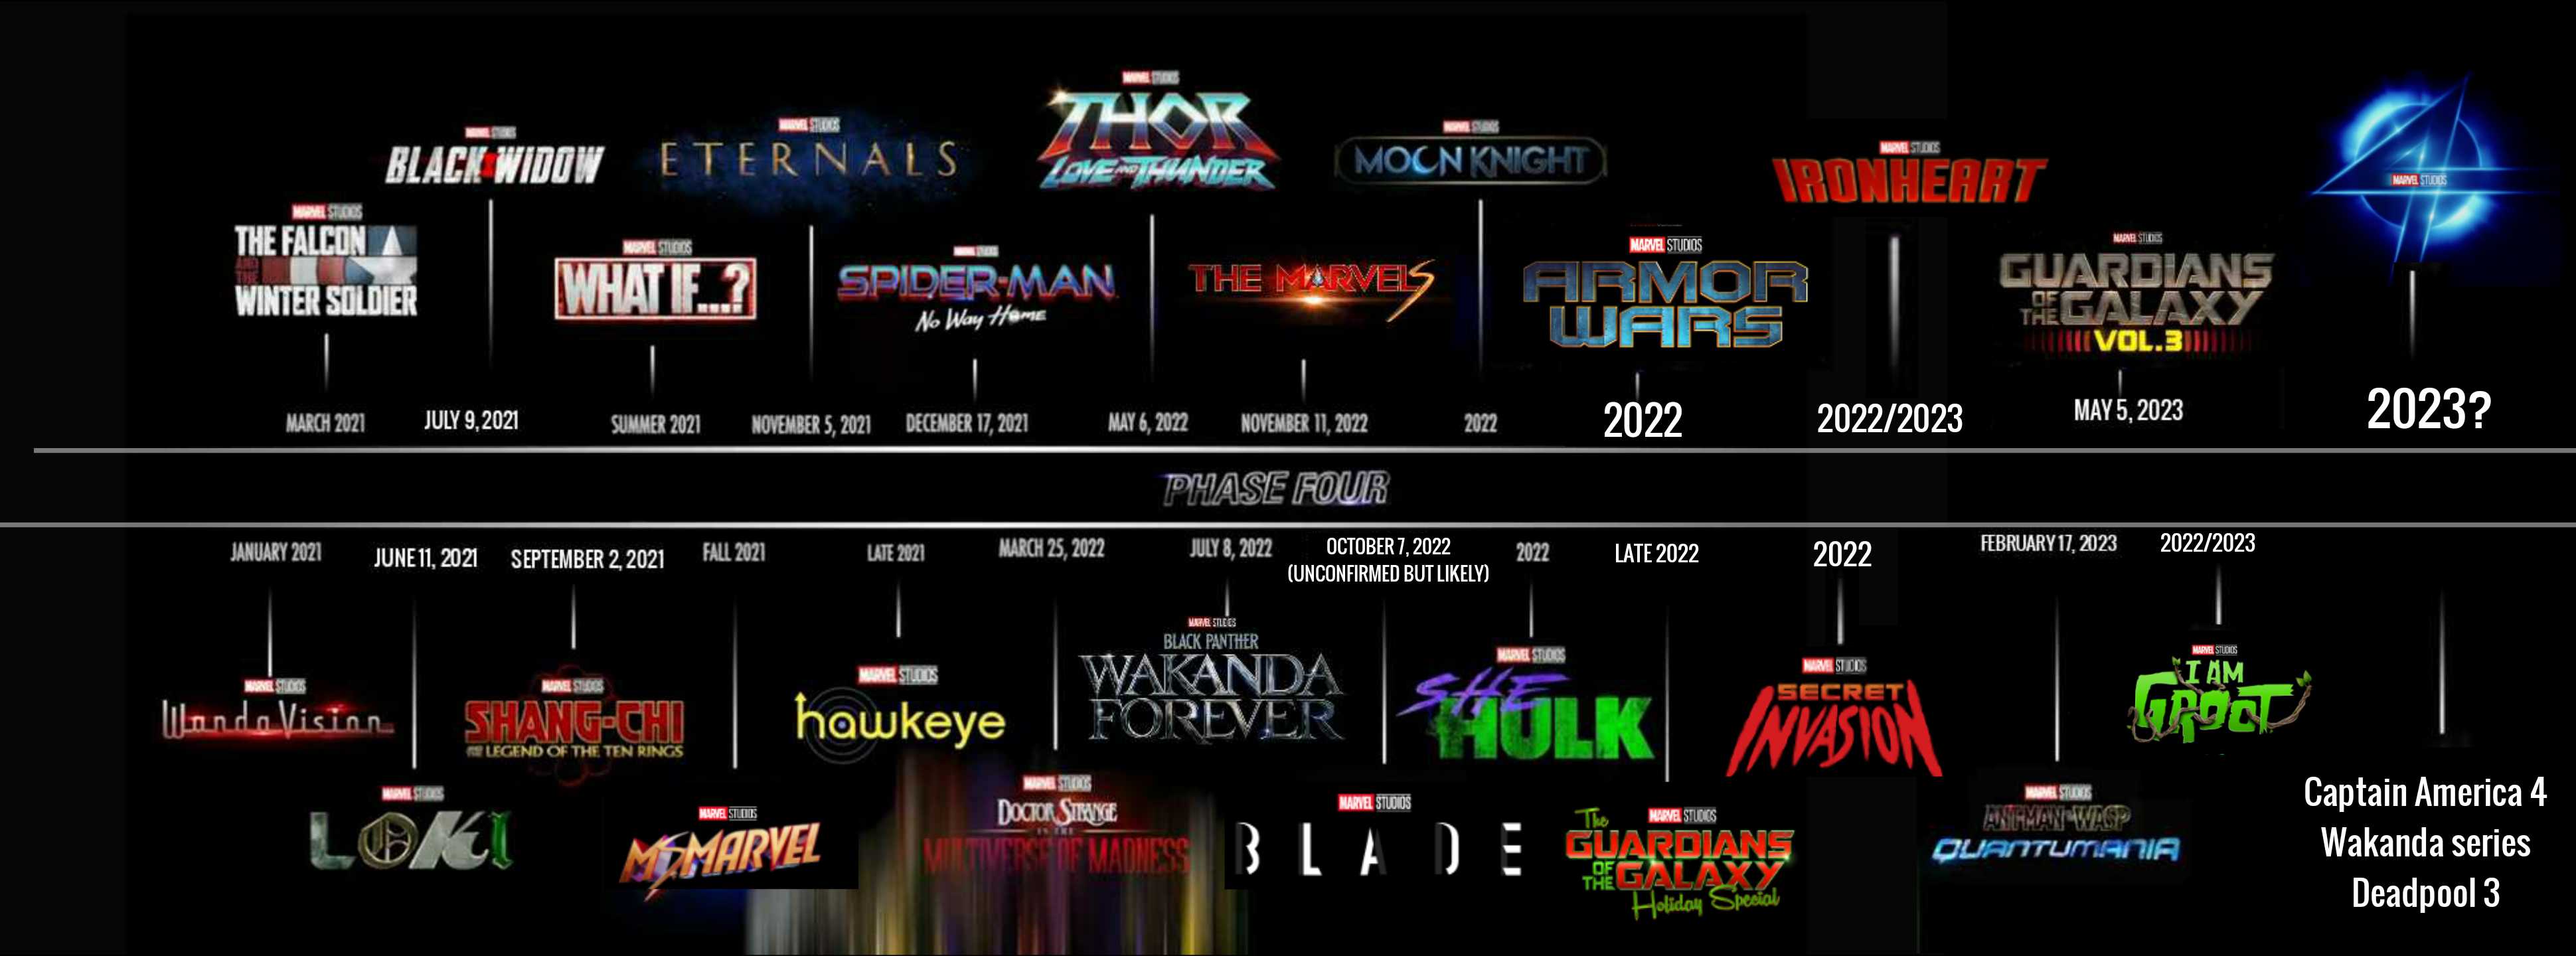 MARVEL STUDIOS
THE FALCON
AND
THE
WINTER SOLDIER
MARCH 2021
MARVEL STUDIOS
BLACK WIDOW
JULY 9, 2021
MARVEL STUDIOS
WHAT IF...?
SUMMER 2021
MARVEL STUDIOS
ETERNALS
NOVEMBER 5, 2021
MARVEL STUDIOS
SPIDER-MAN
No Way Home
DECEMBER 17, 2021
MARVEL STUDIOS
THOR
LOVE AND THUNDER
MAY 6, 2022
THE MARVELS
NOVEMBER 11, 2022
MARVEL STUDIOS
MOON KNIGHT
2022
MARVEL STUDIOS
ARMOR
WARS
2022
MARVEL STUDIOS
IRONHEART
2022/2023
MARVEL STUDIOS
GUARDIANS
OF
THE GALAXY
VOL.3
MAY 5, 2023
4
MARVEL STUDIOS
2023?
PHASE FOUR
JANUARY 2021
MARVEL STUDIOS
WandaVision
JUNE 11, 2021
MARVEL STUDIOS
LOKI
SEPTEMBER 2, 2021
MARVEL STUDIOS
SHANG-CHI
AND THE LEGEND OF THE TEN RINGS
FALL 2021
MARVEL STUDIOS
MS MARVEL
LATE 2021
MARVEL STUDIOS
hawkeye
MARCH 25, 2022
MARVEL STUDIOS
DOCTOR STRANGE
IN THE
MULTIVERSE OF MADNESS
JULY 8, 2022
MARVEL STUDIOS
BLACK PANTHER
WAKANDA
FOREVER
OCTOBER 7, 2022
(UNCONFIRMED BUT LIKELY)
MARVEL STUDIOS
BLADE
2022
MARVEL STUDIOS
SHE
HULK
LATE 2022
MARVEL STUDIOS
The
GUARDIANS
OF
THE GALAXY
Holiday Special
2022
MARVEL STUDIOS
SECRET
INVASION
FEBRUARY 17, 2023
MARVEL STUDIOS
ANT-MAN AND THE WASP
QUANTUMANIA
2022/2023
MARVEL STUDIOS
I AM
GROOT
Captain America 4
Wakanda series
Deadpool 3